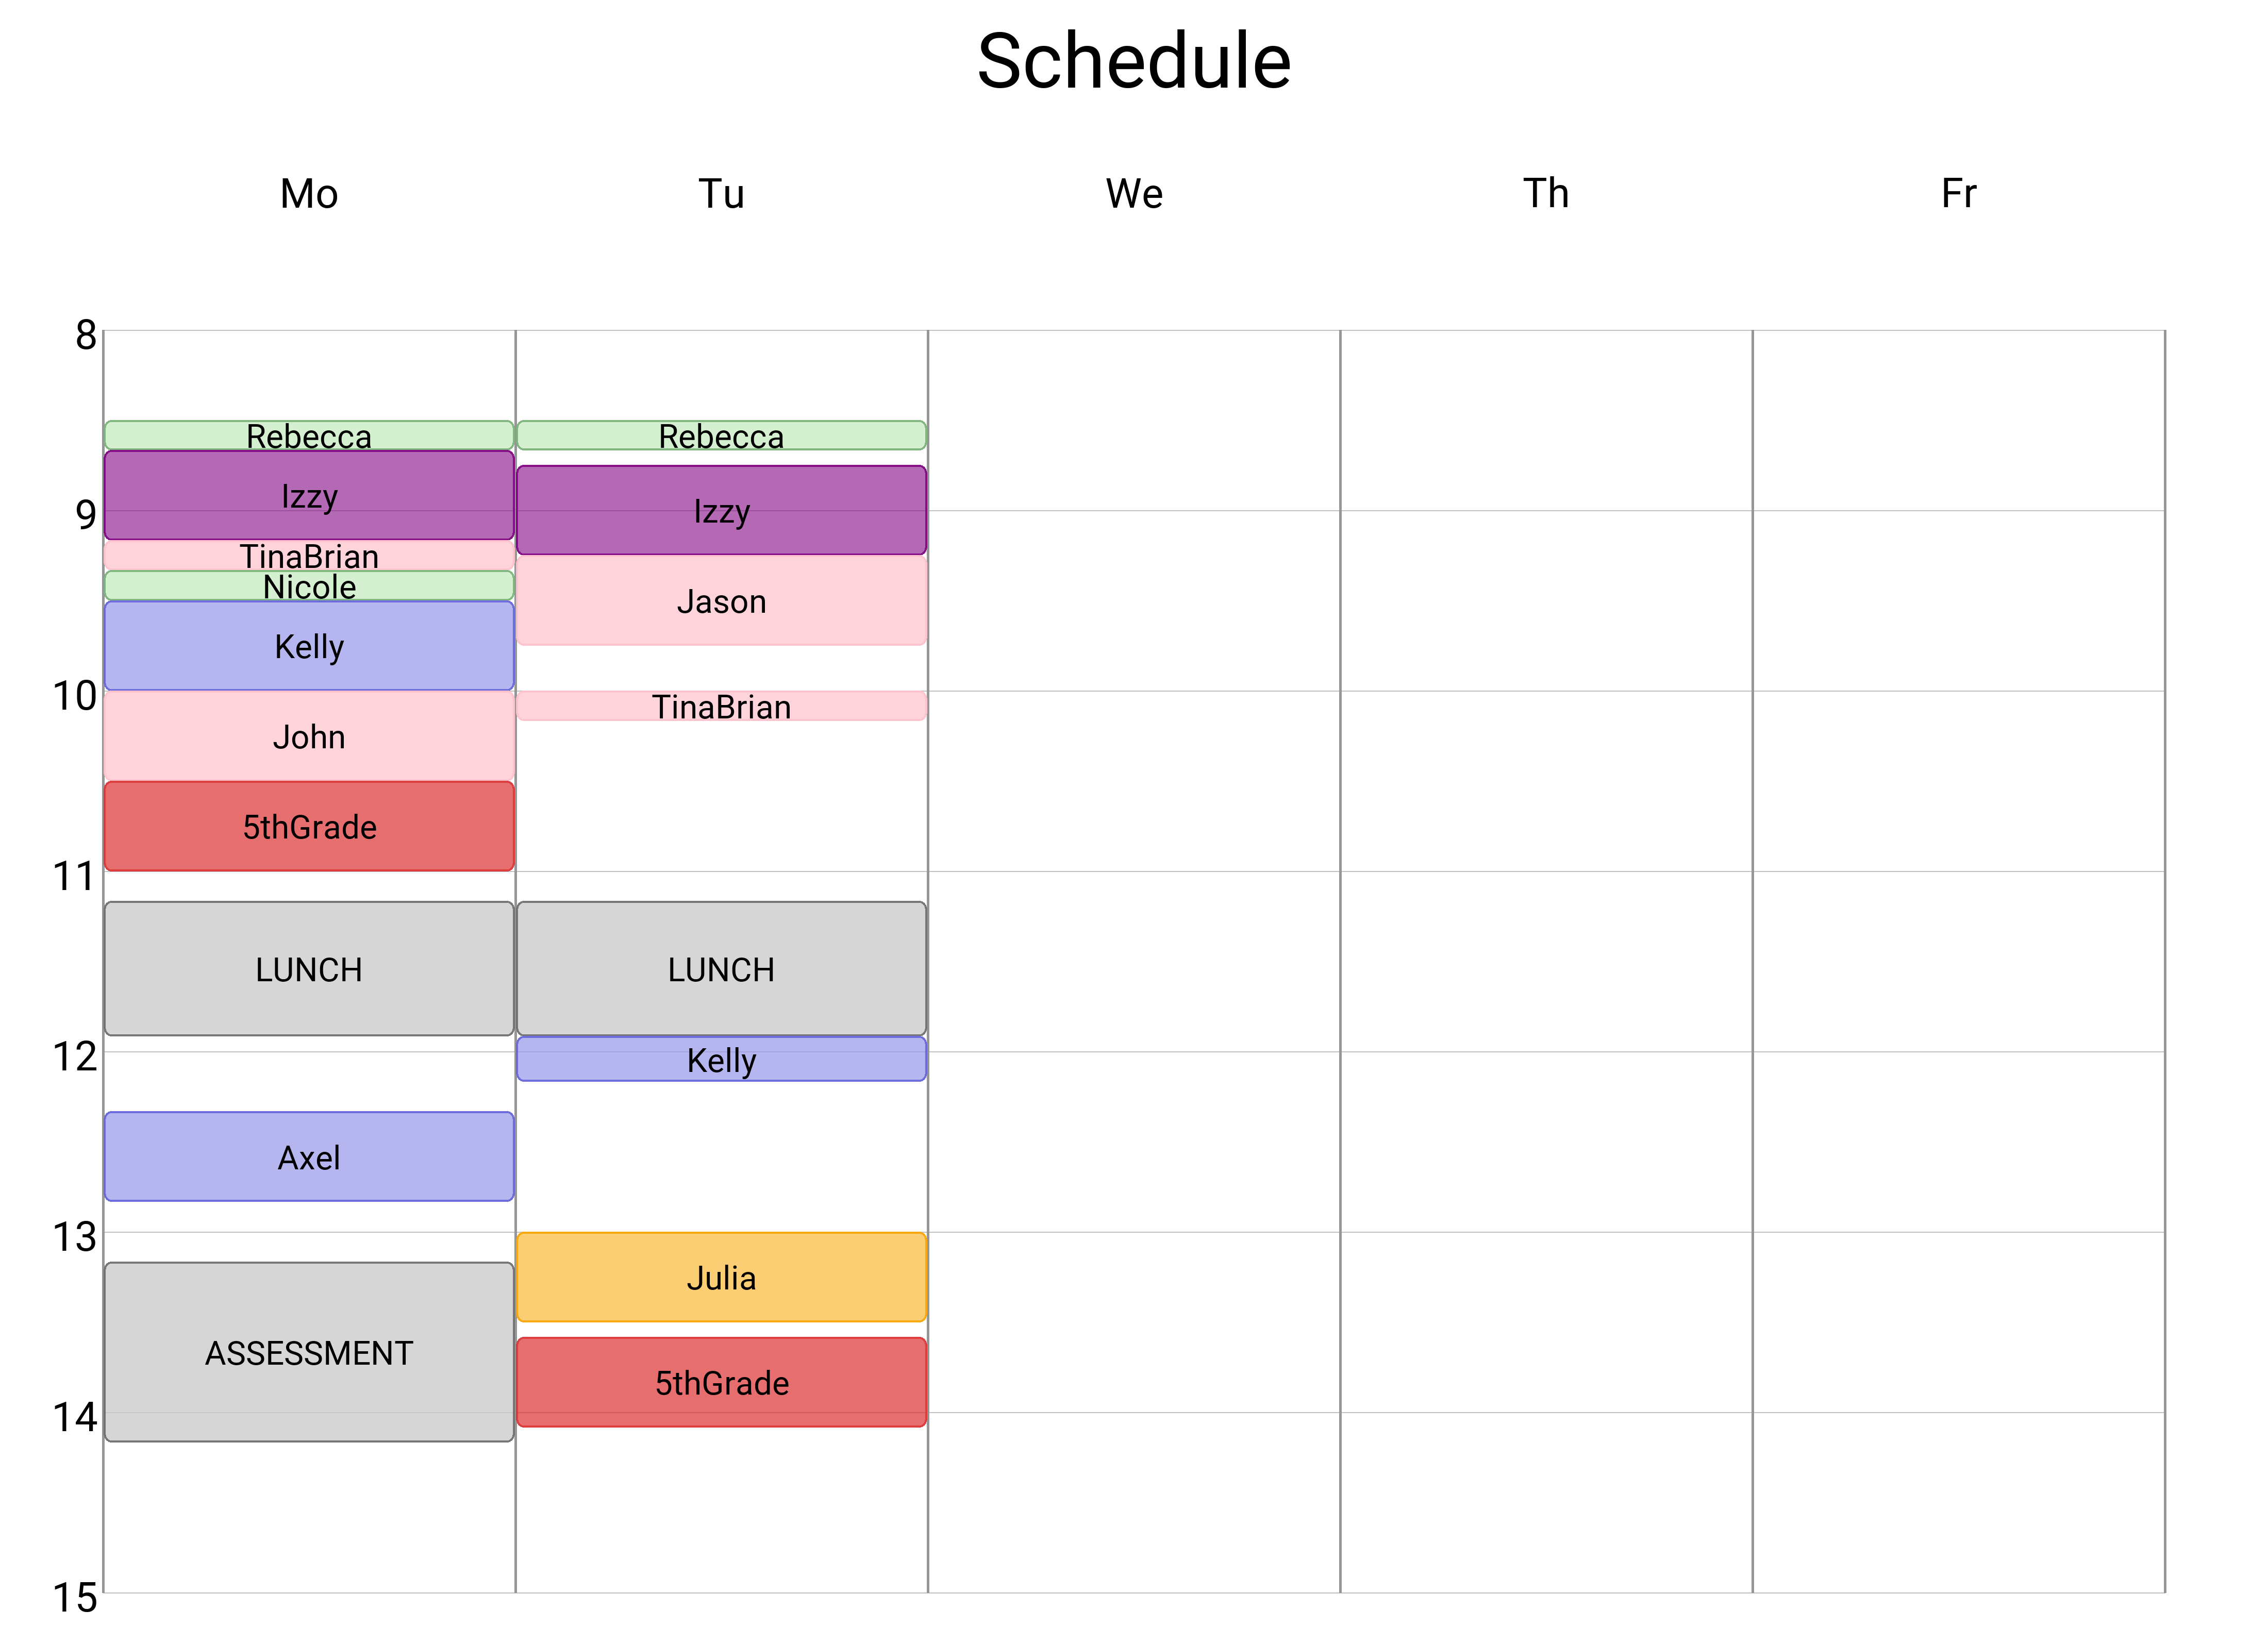 Schedule
Mo Tu We Th Fr
8
Rebecca Rebecca
Izzy Izzy
9
TinaBrian
Nicole Jason
Kelly
10 TinaBrian
John
5thGrade
11
LUNCH LUNCH
12 Kelly
Axel
13
Julia
ASSESSMENT 5thGrade
14
15